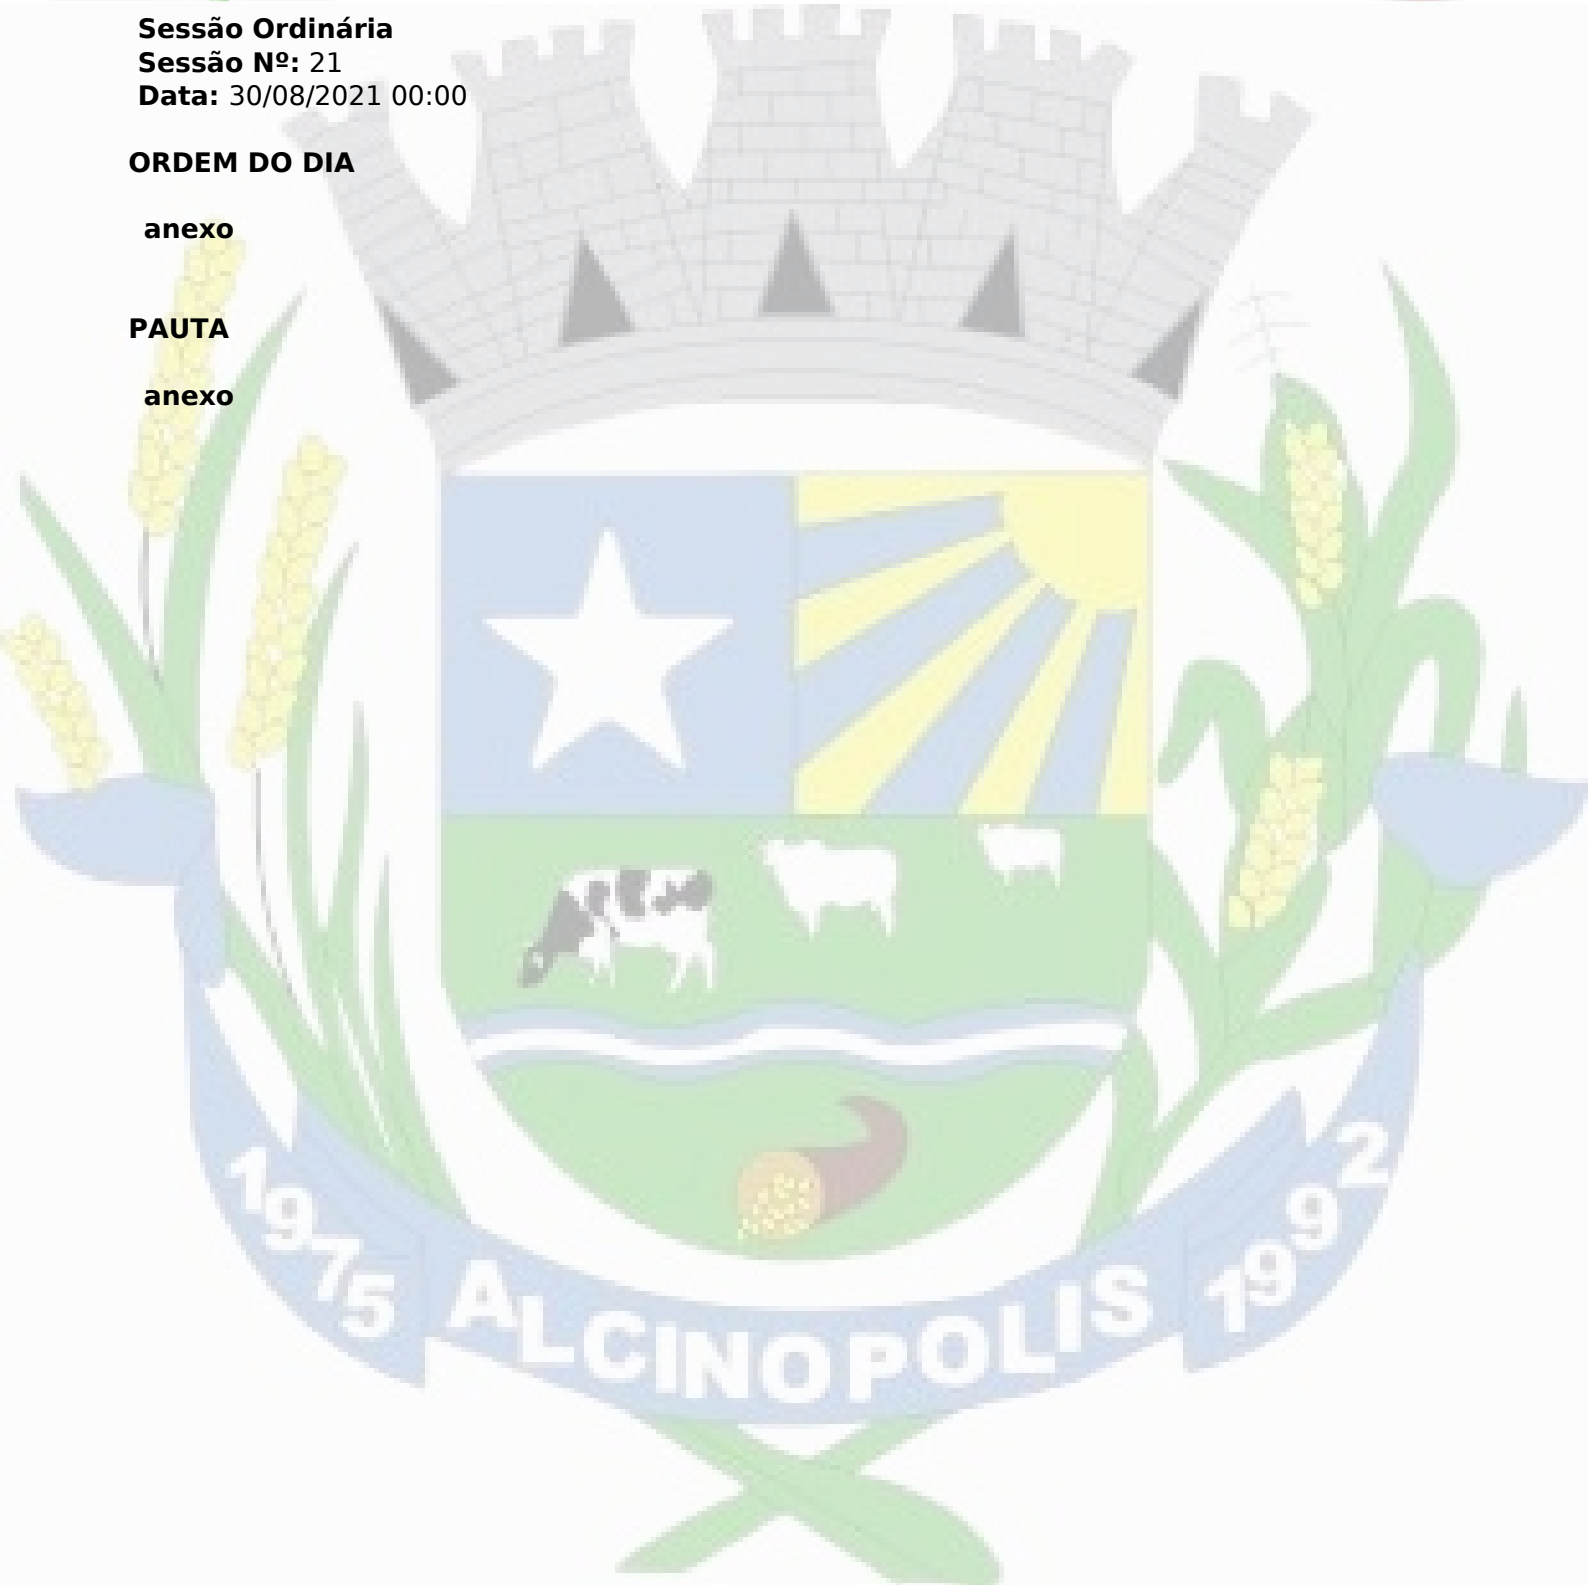 Sessão Ordinária
Sessão Nº: 21
Data: 30/08/2021 00:00
ORDEM DO DIA
anexo
PAUTA
anexo
1975 ALCINOPOLIS 1992